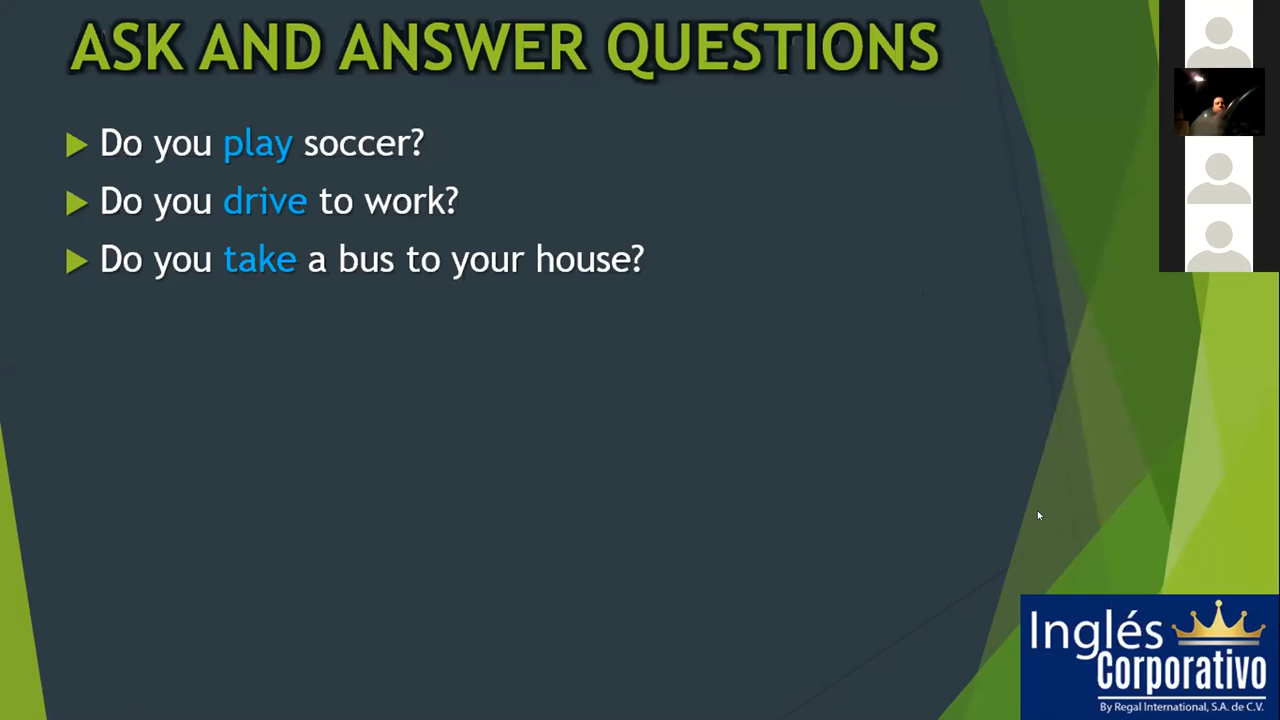 ASK AND ANSWER QUESTIONS
Do you play soccer?
Do you drive to work?
Do you take a bus to your house?
Inglés
Corporativo
By Regal International, S.A. de C.V.